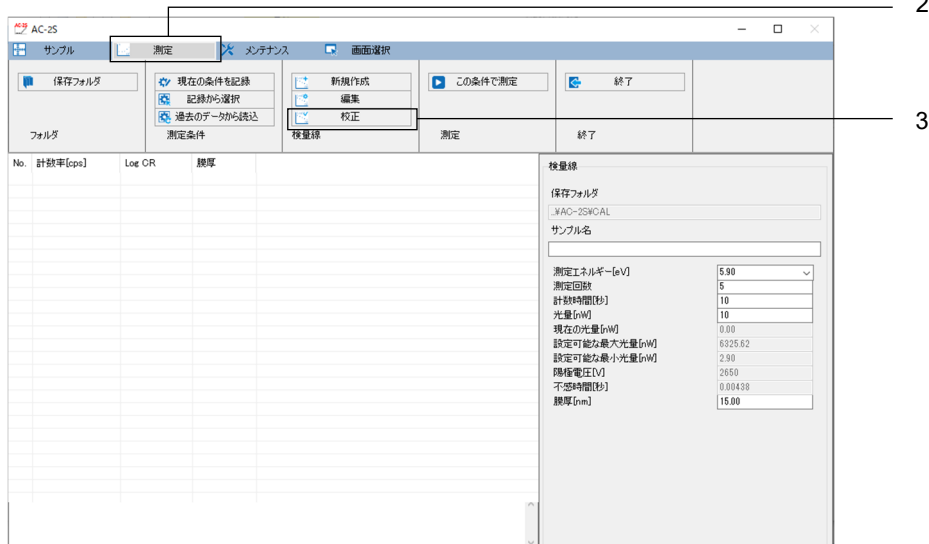 2
AC-2S
サンプル 測定 メンテナンス 画面選択
保存フォルダ 現在の条件を記録 新規作成 この条件で測定 終了
記録から選択 編集
過去のデータから読込 校正 3
フォルダ 測定条件 検量線 測定 終了
No. 計数率[cps] Log CR 膜厚
検量線
保存フォルダ
..¥AC-2S¥CAL
サンプル名
測定エネルギー[eV] 5.90
測定回数 5
計数時間[秒] 10
光量[nW] 10
現在の光量[nW] 0.00
設定可能な最大光量[nW] 6325.62
設定可能な最小光量[nW] 2.90
陽極電圧[V] 2650
不感時間[秒] 0.00438
膜厚[nm] 15.00